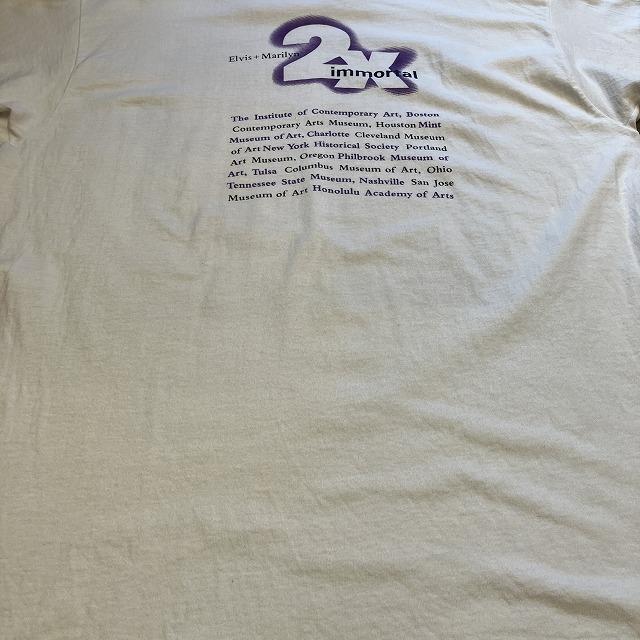 Elvis + Marilyn
2x
immortal
The Institute of Contemporary Art, Boston
Contemporary Arts Museum, Houston Mint
Museum of Art, Charlotte Cleveland Museum
of Art New York Historical Society Portland
Art Museum, Oregon Philbrook Museum of
Art, Tulsa Columbus Museum of Art, Ohio
Tennessee State Museum, Nashville San Jose
Museum of Art Honolulu Academy of Arts